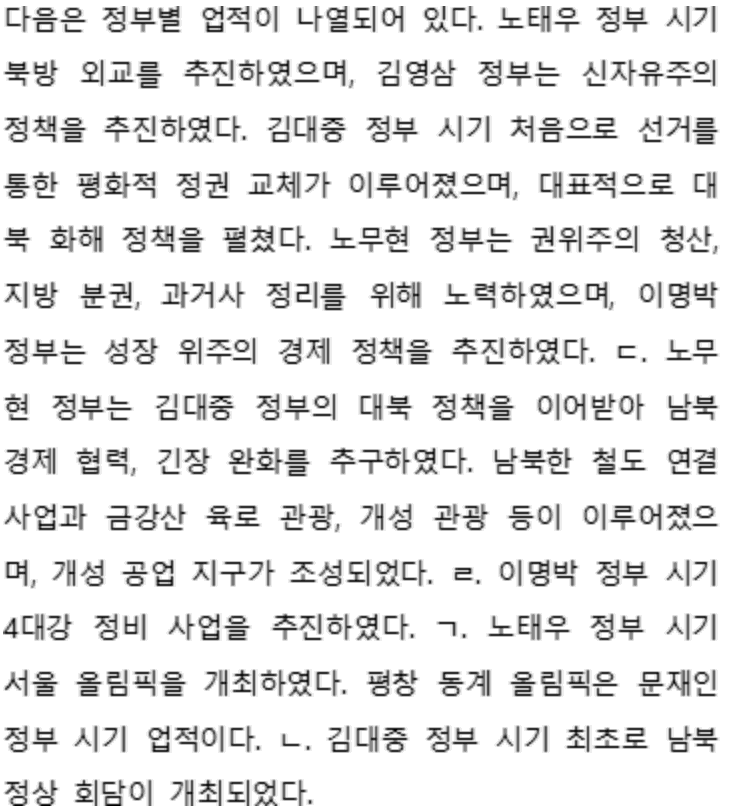 다음은 정부별 업적이 나열되어 있다. 노태우 정부 시기
북방 외교를 추진하였으며, 김영삼 정부는 신자유주의
정책을 추진하였다. 김대중 정부 시기 처음으로 선거를
통한 평화적 정권 교체가 이루어졌으며, 대표적으로 대
북 화해 정책을 펼쳤다. 노무현 정부는 권위주의 청산,
지방 분권, 과거사 정리를 위해 노력하였으며, 이명박
정부는 성장 위주의 경제 정책을 추진하였다. ㄷ. 노무
현 정부는 김대중 정부의 대북 정책을 이어받아 남북
경제 협력, 긴장 완화를 추구하였다. 남북한 철도 연결
사업과 금강산 육로 관광, 개성 관광 등이 이루어졌으
며, 개성 공업 지구가 조성되었다. ㄹ. 이명박 정부 시기
4대강 정비 사업을 추진하였다. ㄱ. 노태우 정부 시기
서울 올림픽을 개최하였다. 평창 동계 올림픽은 문재인
정부 시기 업적이다. ㄴ. 김대중 정부 시기 최초로 남북
정상 회담이 개최되었다.